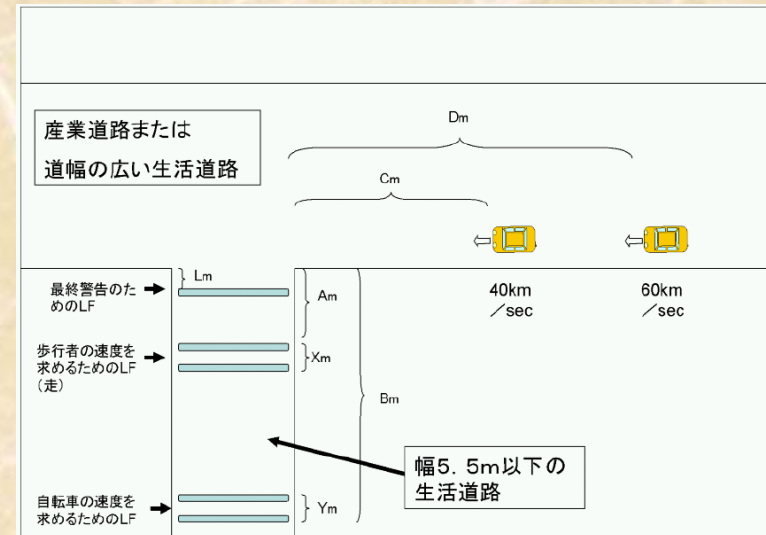 産業道路または
道幅の広い生活道路
Dm
Cm
Lm
最終警告のた
めのLF
Am
40km
／sec
60km
／sec
歩行者の速度を
求めるためのLF
(走)
Xm
Bm
幅5．5m以下の
生活道路
自転車の速度を
求めるためのLF
Ym